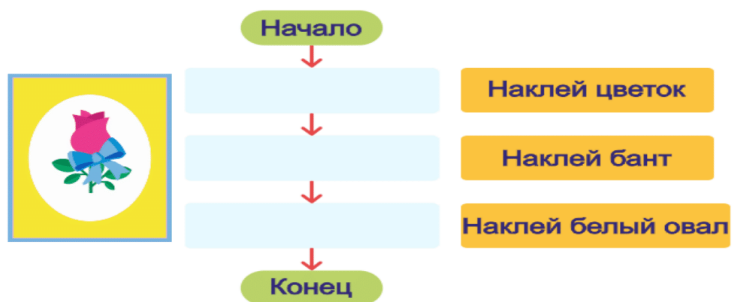 Начало
Наклей цветок
Наклей бант
Наклей белый овал
Конец